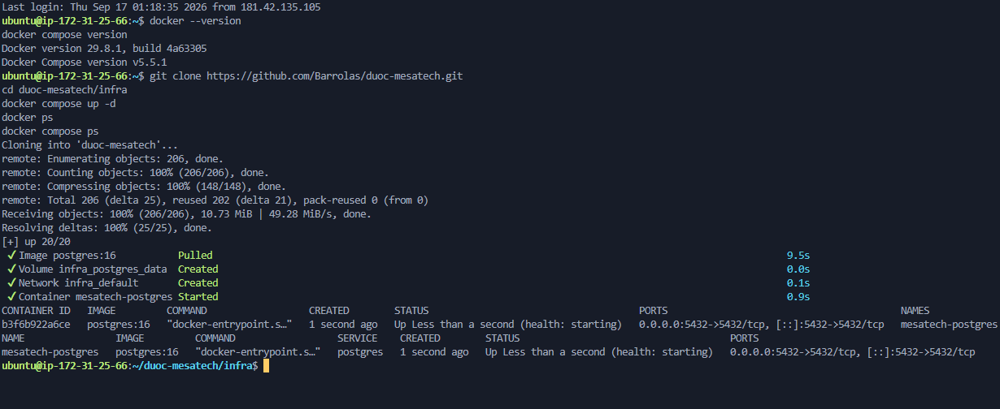 Last login: Thu Sep 17 01:18:35 2026 from 181.42.135.105
ubuntu@ip-172-31-25-66:~$ docker --version
docker compose version
Docker version 29.8.1, build 4a63305
Docker Compose version v5.5.1
ubuntu@ip-172-31-25-66:~$ git clone https://github.com/Barrolas/duoc-mesatech.git
cd duoc-mesatech/infra
docker compose up -d
docker ps
docker compose ps
Cloning into 'duoc-mesatech'...
remote: Enumerating objects: 206, done.
remote: Counting objects: 100% (206/206), done.
remote: Compressing objects: 100% (148/148), done.
remote: Total 206 (delta 25), reused 202 (delta 21), pack-reused 0 (from 0)
Receiving objects: 100% (206/206), 10.73 MiB | 49.28 MiB/s, done.
Resolving deltas: 100% (25/25), done.
[+] up 20/20
✓ Image postgres:16 Pulled 9.5s
✓ Volume infra_postgres_data Created 0.0s
✓ Network infra_default Created 0.1s
✓ Container mesatech-postgres Started 0.9s
CONTAINER ID IMAGE COMMAND CREATED STATUS PORTS NAMES
b3f6b922a6ce postgres:16 "docker-entrypoint.s…" 1 second ago Up Less than a second (health: starting) 0.0.0.0:5432->5432/tcp, [::]:5432->5432/tcp mesatech-postgres
NAME IMAGE COMMAND SERVICE CREATED STATUS PORTS
mesatech-postgres postgres:16 "docker-entrypoint.s…" postgres 1 second ago Up Less than a second (health: starting) 0.0.0.0:5432->5432/tcp, [::]:5432->5432/tcp
ubuntu@ip-172-31-25-66:~/duoc-mesatech/infra$